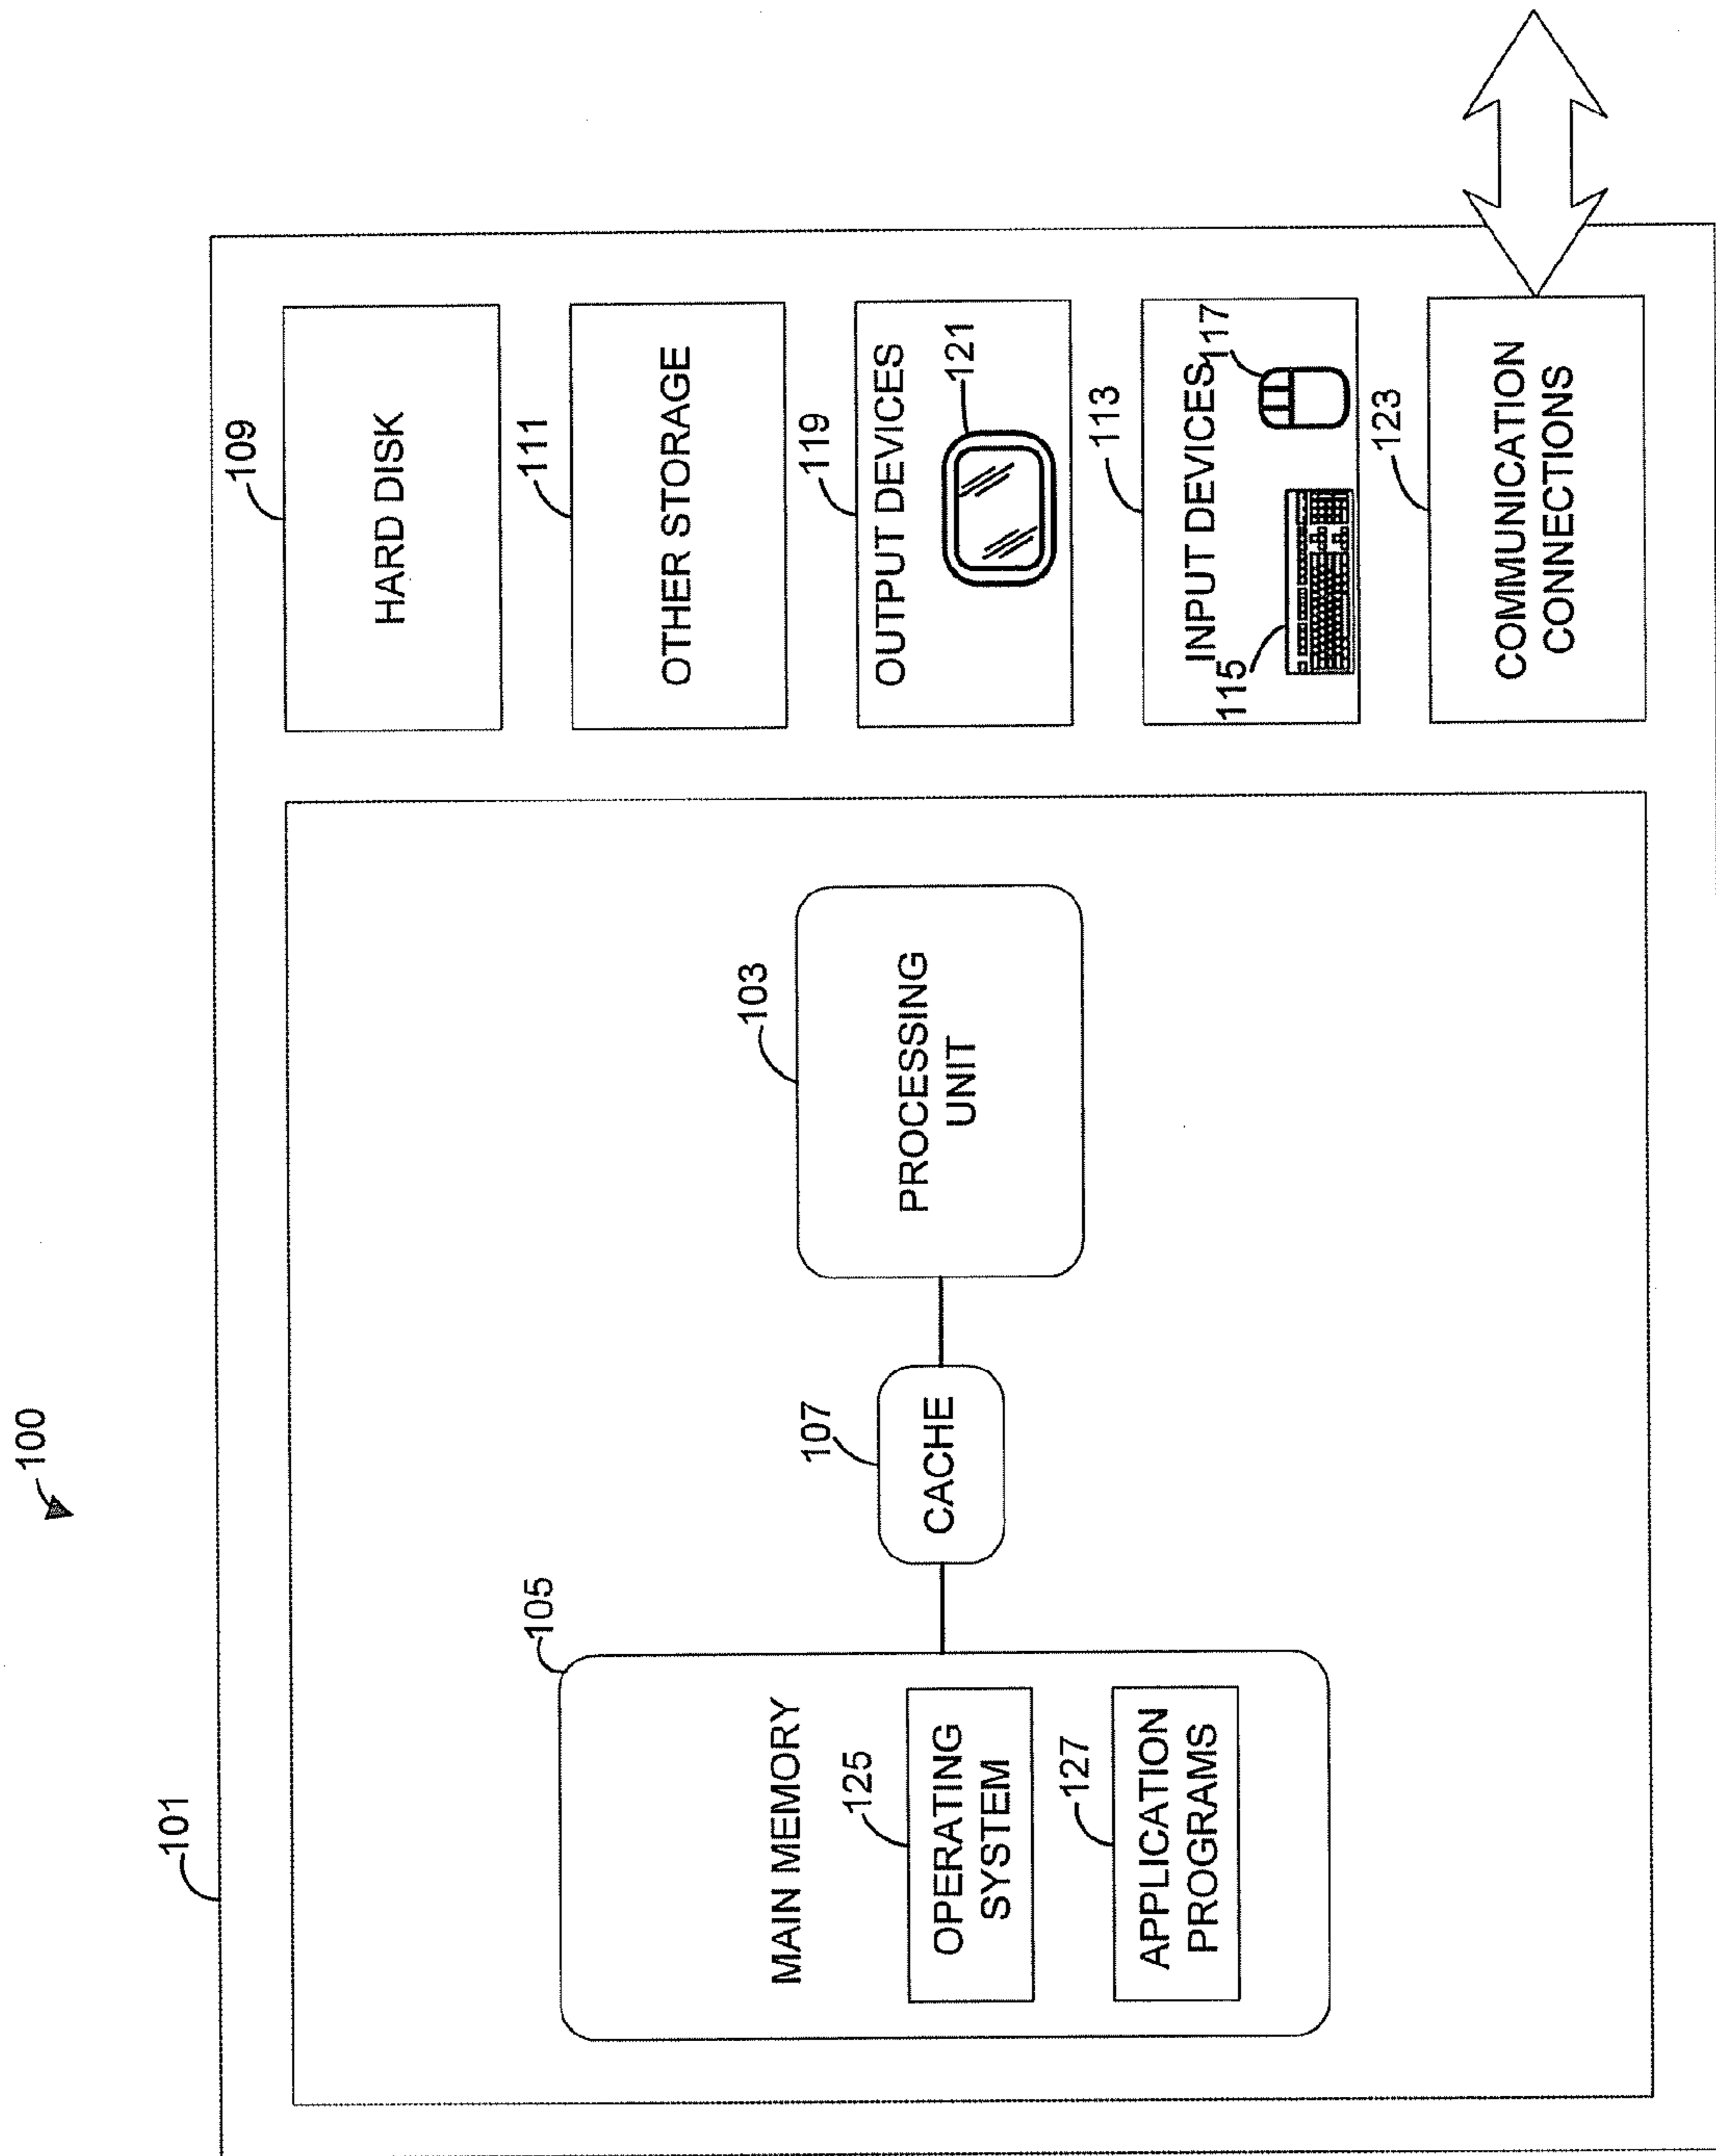 100
101
105
MAIN MEMORY
125
OPERATING
SYSTEM
127
APPLICATION
PROGRAMS
107
CACHE
103
PROCESSING
UNIT
109
HARD DISK
111
OTHER STORAGE
119
OUTPUT DEVICES
121
113
INPUT DEVICES
117
115
123
COMMUNICATION
CONNECTIONS